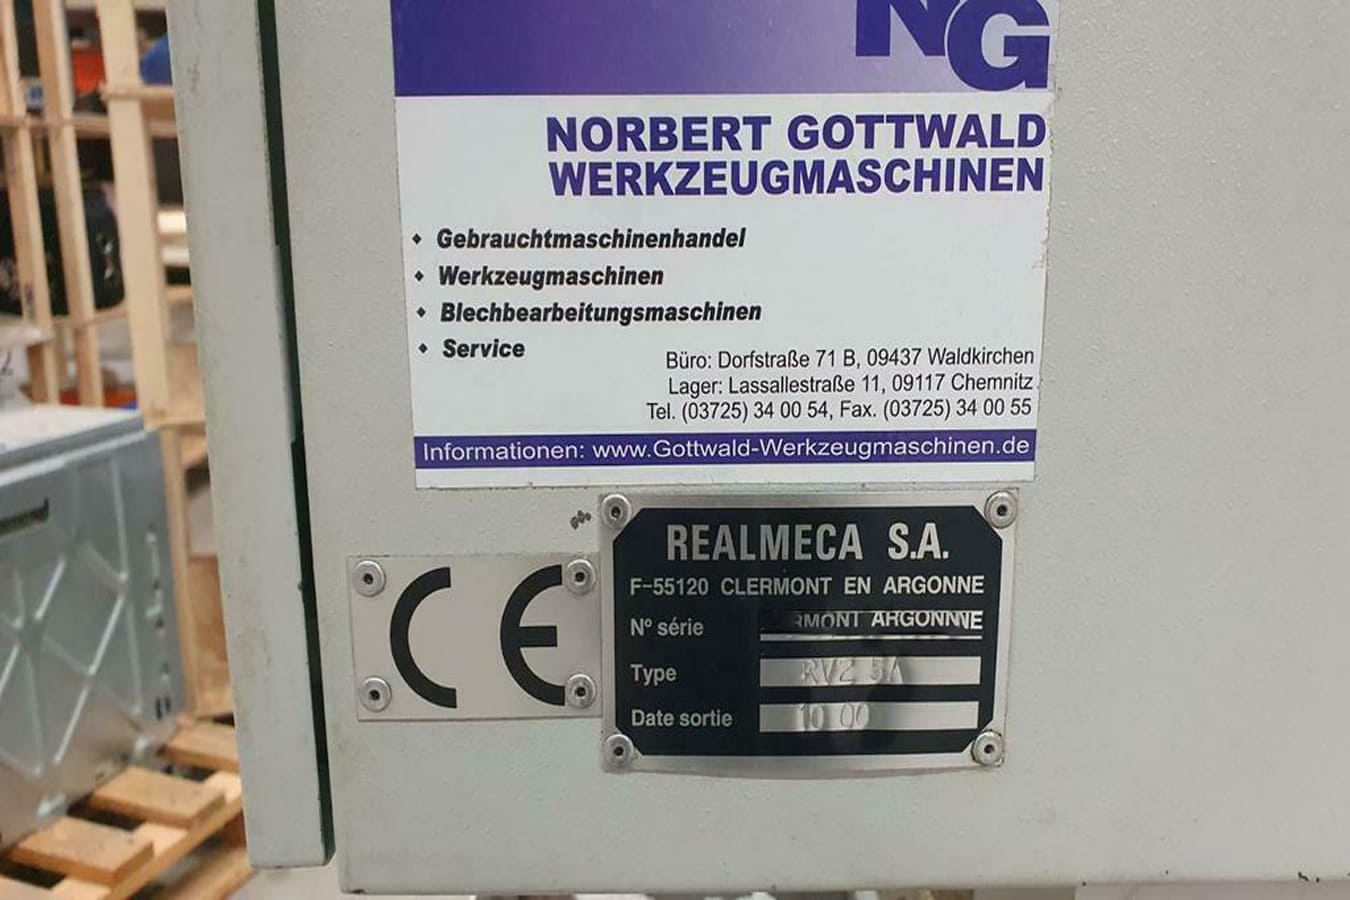 NG
NORBERT GOTTWALD
WERKZEUGMASCHINEN
Gebrauchtmaschinenhandel
Werkzeugmaschinen
Blechbearbeitungsmaschinen
Service
Büro: Dorfstraße 71 B, 09437 Waldkirchen
Lager: Lassallestraße 11, 09117 Chemnitz
Tel. (03725) 34 00 54, Fax. (03725) 34 00 55
Informationen: www.Gottwald-Werkzeugmaschinen.de
CE
REALMECA S.A.
F-55120 CLERMONT EN ARGONNE
N° série
Type RV2 5A
Date sortie 10 00